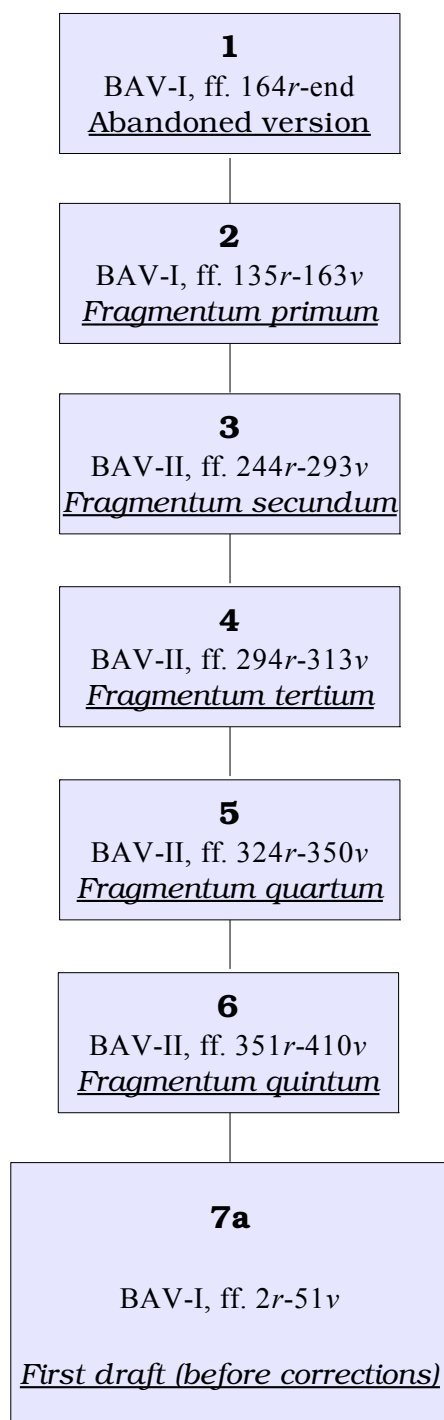 1
BAV-I, ff. 164r-end
Abandoned version
2
BAV-I, ff. 135r-163v
Fragmentum primum
3
BAV-II, ff. 244r-293v
Fragmentum secundum
4
BAV-II, ff. 294r-313v
Fragmentum tertium
5
BAV-II, ff. 324r-350v
Fragmentum quartum
6
BAV-II, ff. 351r-410v
Fragmentum quintum
7a
BAV-I, ff. 2r-51v
First draft (before corrections)